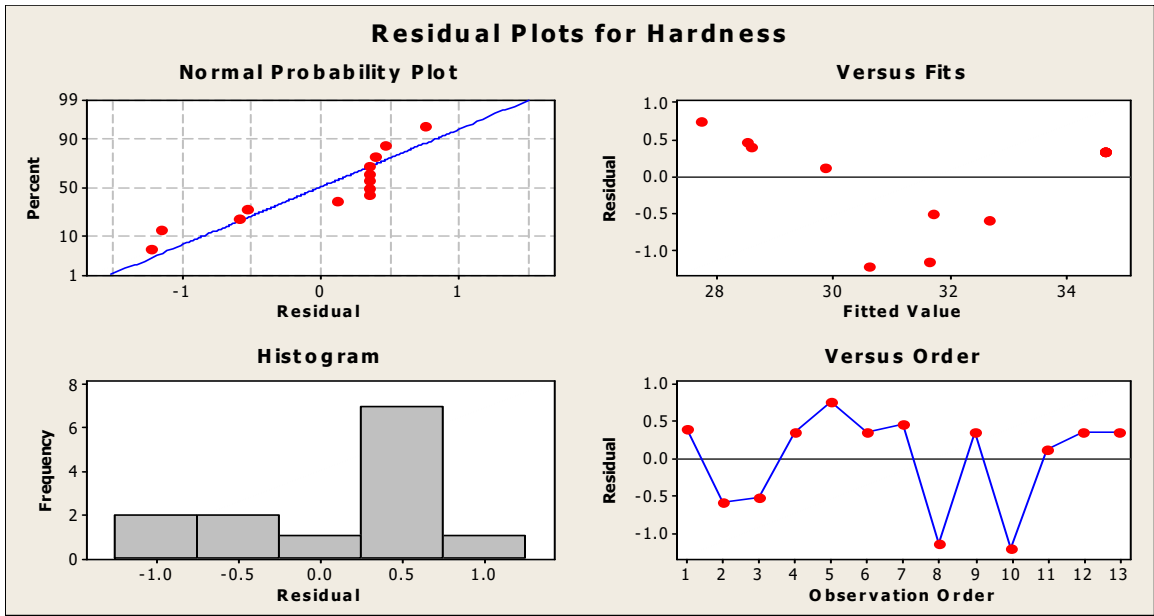 Residual Plots for Hardness
Normal Probability Plot
99
90
50
10
1
Percent
-1 0 1
Residual
Versus Fits
1.0
0.5
0.0
-0.5
-1.0
Residual
28 30 32 34
Fitted Value
Histogram
8
6
4
2
0
Frequency
-1.0 -0.5 0.0 0.5 1.0
Residual
Versus Order
1.0
0.5
0.0
-0.5
-1.0
Residual
1 2 3 4 5 6 7 8 9 10 11 12 13
Observation Order